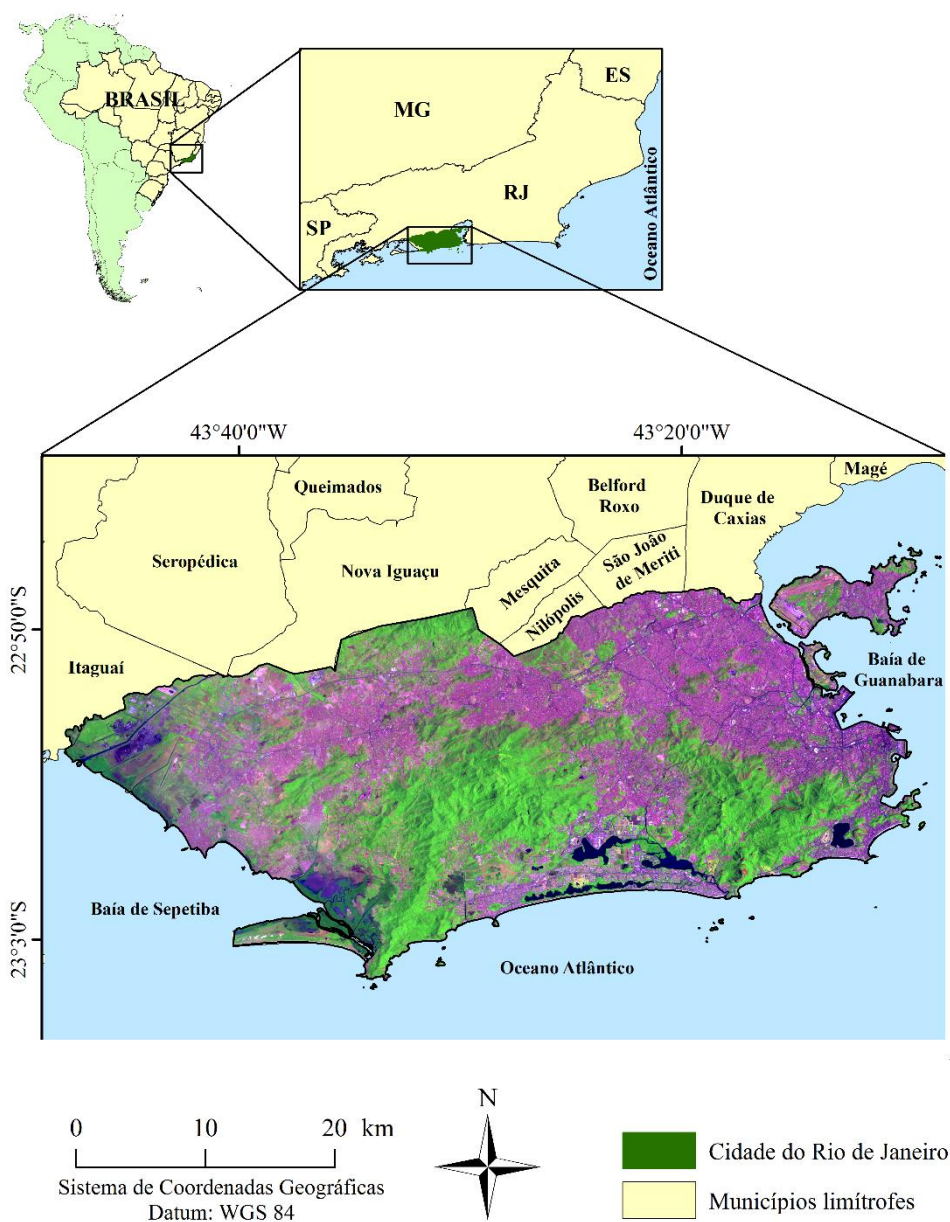 BRASIL
MG
ES
RJ
SP
Oceano Atlântico
43°40'0"W
43°20'0"W
Magé
Queimados
Belford
Roxo
Duque de
Caxias
Seropédica
Nova Iguaçu
Mesquita
São João
de Meriti
Nilópolis
22°50'0"S
Itaguaí
Baía de
Guanabara
Baía de Sepetiba
23°3'0"S
Oceano Atlântico
N
0 10 20 km
Sistema de Coordenadas Geográficas
Datum: WGS 84
Cidade do Rio de Janeiro
Municípios limítrofes